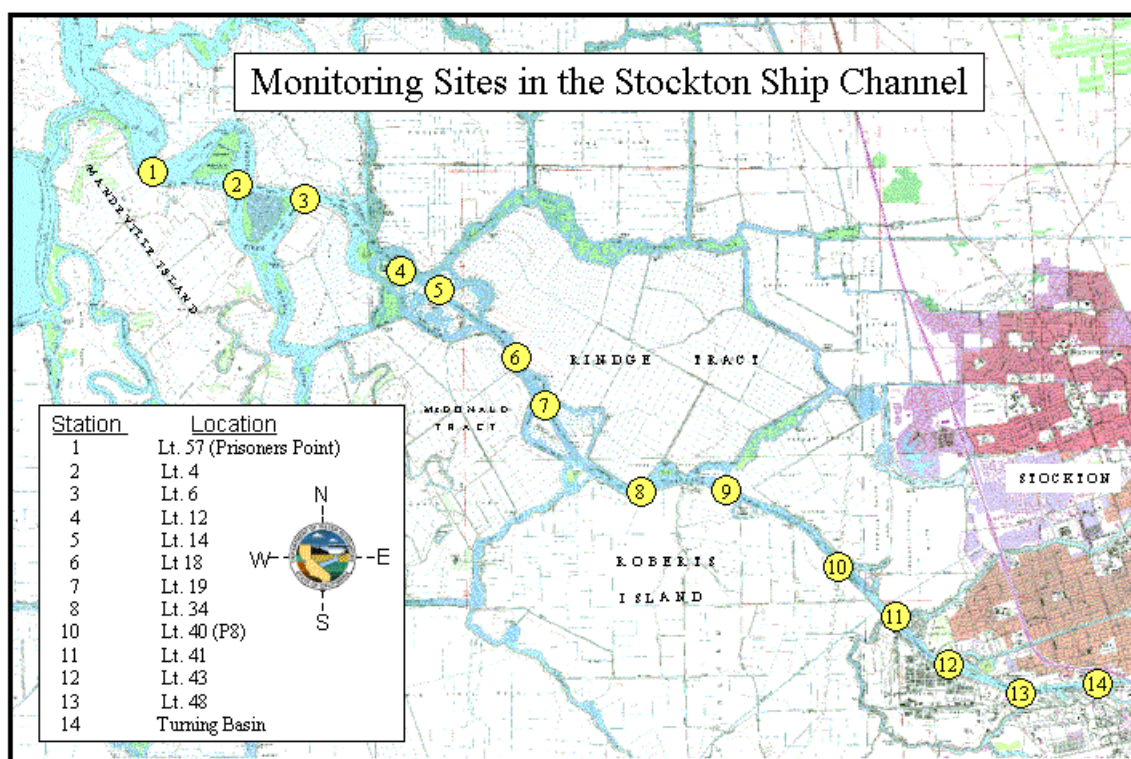 Monitoring Sites in the Stockton Ship Channel
1
2
3
MANDEVILLE ISLAND
4
5
6
RINDGE TRACT
7
McDONALD
TRACT
8
9
STOCKTON
ROBERTS
ISLAND
10
11
12
13
14
Station Location
1 Lt. 57 (Prisoners Point)
2 Lt. 4
3 Lt. 6
4 Lt. 12
5 Lt. 14
6 Lt 18
7 Lt. 19
8 Lt. 34
10 Lt. 40 (P8)
11 Lt. 41
12 Lt. 43
13 Lt. 48
14 Turning Basin
N
W E
S